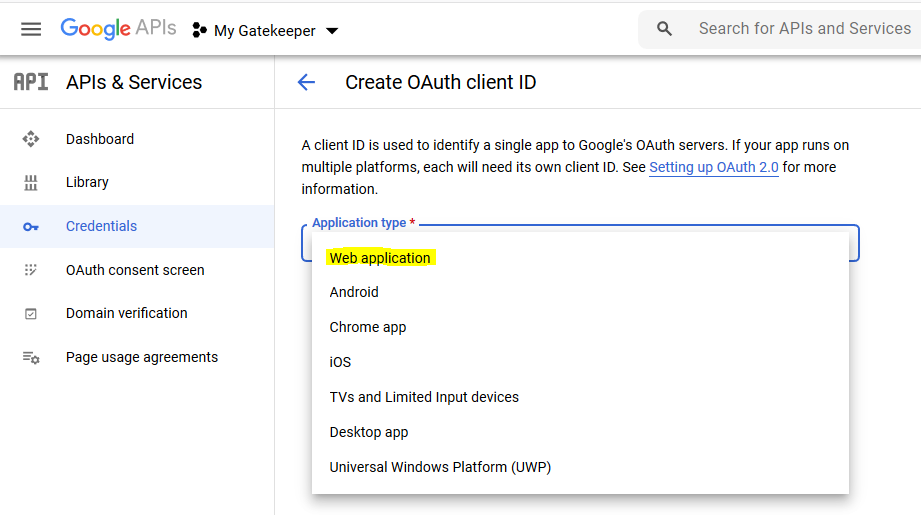 Google APIs
My Gatekeeper
Search for APIs and Services
API
APIs & Services
Create OAuth client ID
Dashboard
Library
Credentials
OAuth consent screen
Domain verification
Page usage agreements
A client ID is used to identify a single app to Google's OAuth servers. If your app runs on
multiple platforms, each will need its own client ID. See Setting up OAuth 2.0 for more
information.
Application type *
Web application
Android
Chrome app
iOS
TVs and Limited Input devices
Desktop app
Universal Windows Platform (UWP)